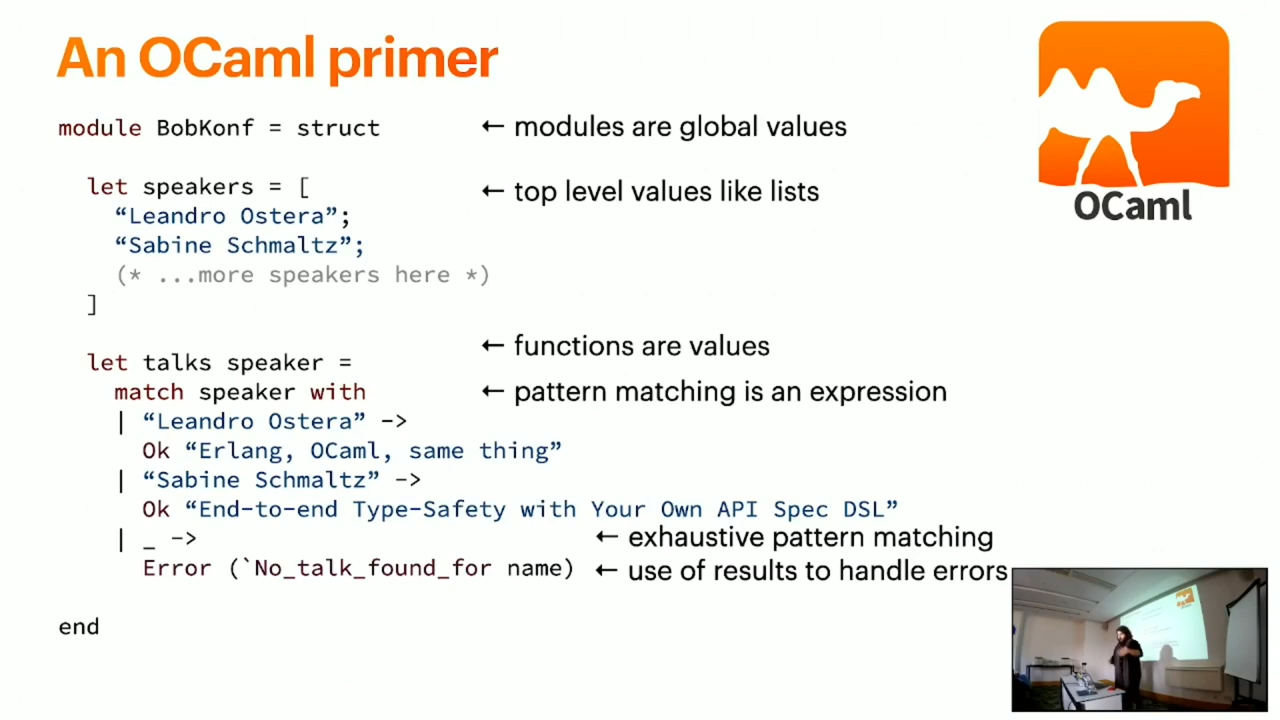 An OCaml primer
OCaml
module BobKonf = struct ← modules are global values
let speakers = [ ← top level values like lists
“Leandro Ostera”;
“Sabine Schmaltz”;
(* ...more speakers here *)
]
← functions are values
let talks speaker =
match speaker with ← pattern matching is an expression
| “Leandro Ostera” ->
Ok “Erlang, OCaml, same thing”
| “Sabine Schmaltz” ->
Ok “End-to-end Type-Safety with Your Own API Spec DSL”
| _ -> ← exhaustive pattern matching
Error (`No_talk_found_for name) ← use of results to handle errors
end